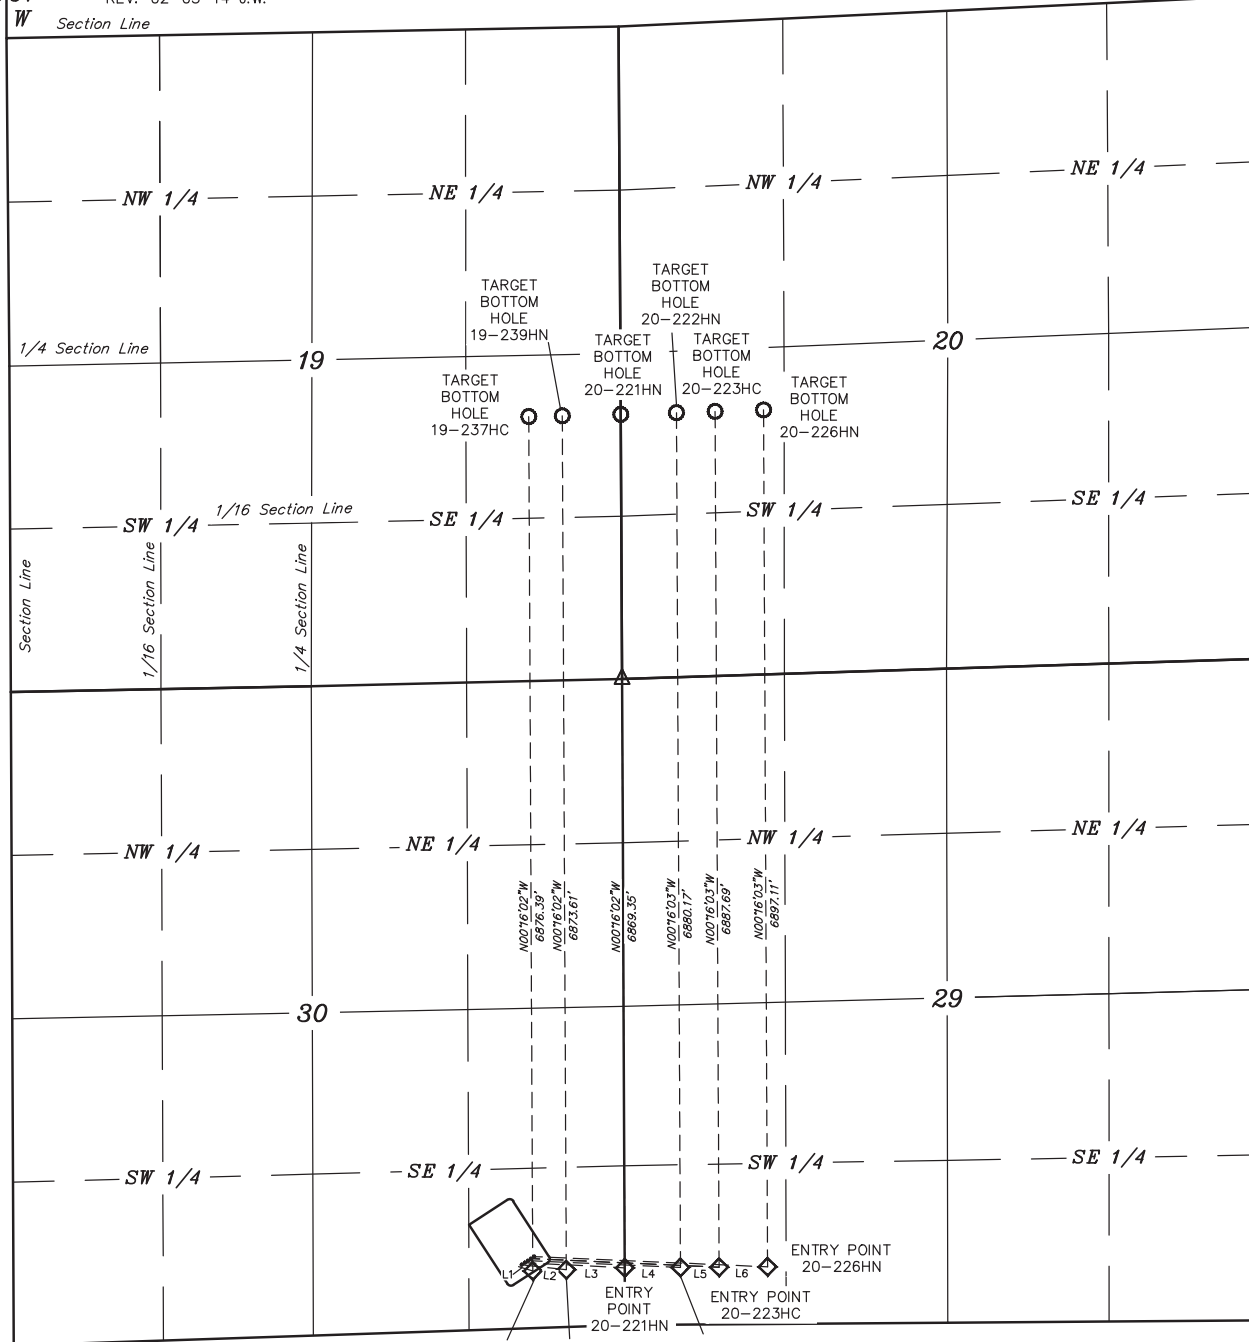 W Section Line
NW 1/4
NE 1/4
NW 1/4
NE 1/4
TARGET
BOTTOM
HOLE
19-239HN
TARGET
BOTTOM
HOLE
20-222HN
1/4 Section Line
19
TARGET
BOTTOM
HOLE
20-221HN
TARGET
BOTTOM
HOLE
20-223HC
20
TARGET
BOTTOM
HOLE
19-237HC
TARGET
BOTTOM
HOLE
20-226HN
SW 1/4
1/16 Section Line
SE 1/4
SW 1/4
SE 1/4
Section Line
1/16 Section Line
1/4 Section Line
NW 1/4
NE 1/4
NW 1/4
NE 1/4
N00°16'02"W
6876.39'
N00°16'02"W
6873.61'
N00°16'02"W
6869.35'
N00°16'03"W
6880.17'
N00°16'03"W
6887.69'
N00°16'03"W
6897.11'
30
29
SW 1/4
SE 1/4
SW 1/4
SE 1/4
L1
L2
L3
L4
L5
L6
ENTRY POINT
20-226HN
ENTRY
POINT
20-221HN
ENTRY POINT
20-223HC